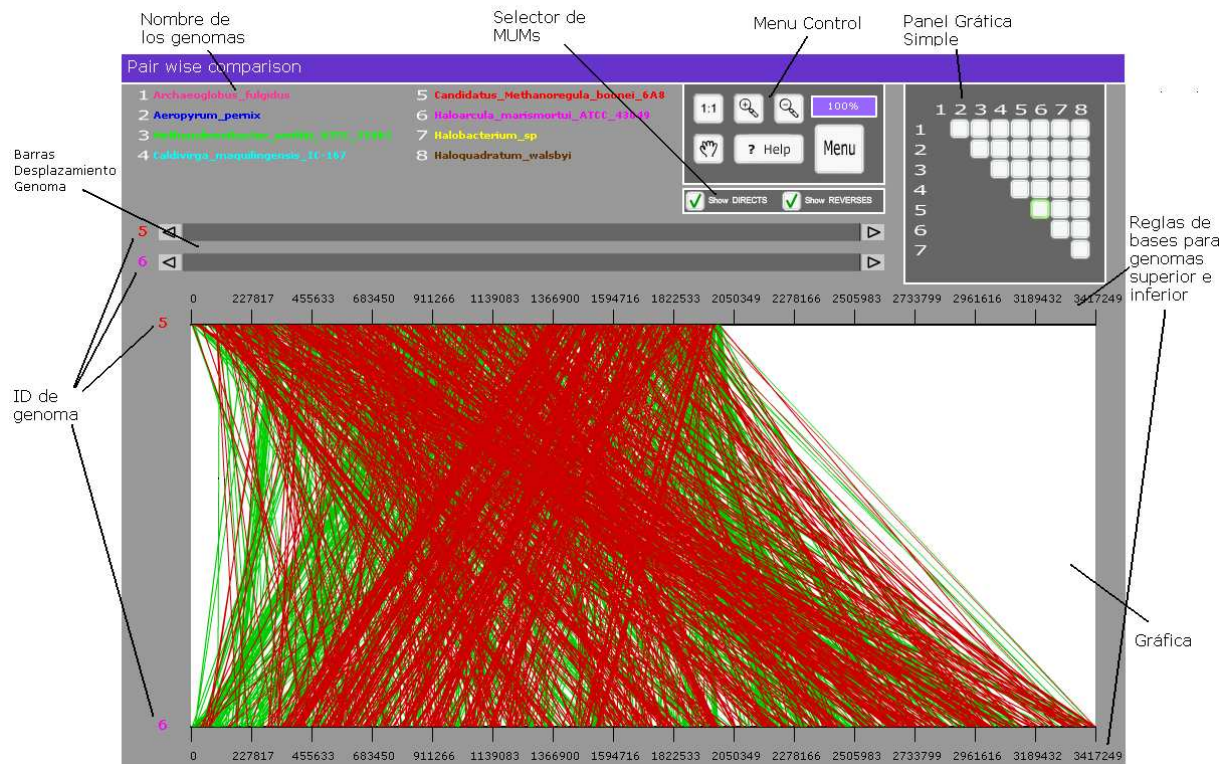 Nombre de
los genomas
Selector de
MUMs
Menu Control
Panel Gráfica
Simple
Pair wise comparison
1 Archaeoglobus_fulgidus
2 Aeropyrum_pernix
3
4 Caldivirga_maquilingensis_IC-167
5 Candidatus_Methanoregula_boonei_6A8
6 Haloarcula_marismortui_ATCC_43049
7 Halobacterium_sp
8 Haloquadratum_walsbyi
1:1
100%
? Help
Menu
Show DIRECTS
Show REVERSES
1 2 3 4 5 6 7 8
1
2
3
4
5
6
7
Barras
Desplazamiento
Genoma
5
6
Reglas de
bases para
genomas
superior e
inferior
0 227817 455633 683450 911266 1139083 1366900 1594716 1822533 2050349 2278166 2505983 2733799 2961616 3189432 3417249
5
ID de
genoma
Gráfica
6
0 227817 455633 683450 911266 1139083 1366900 1594716 1822533 2050349 2278166 2505983 2733799 2961616 3189432 3417249